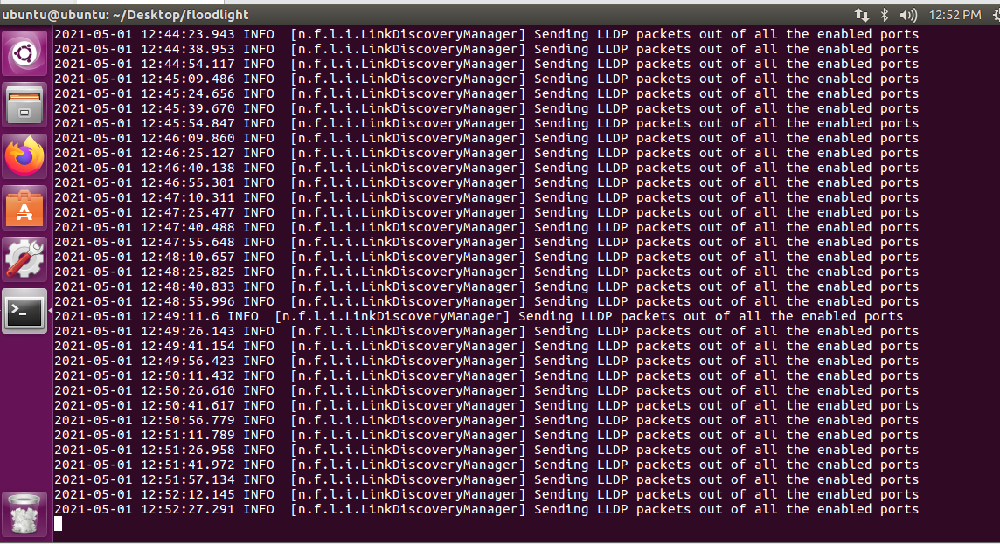 ubuntu@ubuntu: ~/Desktop/floodlight 12:52 PM
2021-05-01 12:44:23.943 INFO  [n.f.l.i.LinkDiscoveryManager] Sending LLDP packets out of all the enabled ports
2021-05-01 12:44:38.953 INFO  [n.f.l.i.LinkDiscoveryManager] Sending LLDP packets out of all the enabled ports
2021-05-01 12:44:54.117 INFO  [n.f.l.i.LinkDiscoveryManager] Sending LLDP packets out of all the enabled ports
2021-05-01 12:45:09.486 INFO  [n.f.l.i.LinkDiscoveryManager] Sending LLDP packets out of all the enabled ports
2021-05-01 12:45:24.656 INFO  [n.f.l.i.LinkDiscoveryManager] Sending LLDP packets out of all the enabled ports
2021-05-01 12:45:39.670 INFO  [n.f.l.i.LinkDiscoveryManager] Sending LLDP packets out of all the enabled ports
2021-05-01 12:45:54.847 INFO  [n.f.l.i.LinkDiscoveryManager] Sending LLDP packets out of all the enabled ports
2021-05-01 12:46:09.860 INFO  [n.f.l.i.LinkDiscoveryManager] Sending LLDP packets out of all the enabled ports
2021-05-01 12:46:25.127 INFO  [n.f.l.i.LinkDiscoveryManager] Sending LLDP packets out of all the enabled ports
2021-05-01 12:46:40.138 INFO  [n.f.l.i.LinkDiscoveryManager] Sending LLDP packets out of all the enabled ports
2021-05-01 12:46:55.301 INFO  [n.f.l.i.LinkDiscoveryManager] Sending LLDP packets out of all the enabled ports
2021-05-01 12:47:10.311 INFO  [n.f.l.i.LinkDiscoveryManager] Sending LLDP packets out of all the enabled ports
2021-05-01 12:47:25.477 INFO  [n.f.l.i.LinkDiscoveryManager] Sending LLDP packets out of all the enabled ports
2021-05-01 12:47:40.488 INFO  [n.f.l.i.LinkDiscoveryManager] Sending LLDP packets out of all the enabled ports
2021-05-01 12:47:55.648 INFO  [n.f.l.i.LinkDiscoveryManager] Sending LLDP packets out of all the enabled ports
2021-05-01 12:48:10.657 INFO  [n.f.l.i.LinkDiscoveryManager] Sending LLDP packets out of all the enabled ports
2021-05-01 12:48:25.825 INFO  [n.f.l.i.LinkDiscoveryManager] Sending LLDP packets out of all the enabled ports
2021-05-01 12:48:40.833 INFO  [n.f.l.i.LinkDiscoveryManager] Sending LLDP packets out of all the enabled ports
2021-05-01 12:48:55.996 INFO  [n.f.l.i.LinkDiscoveryManager] Sending LLDP packets out of all the enabled ports
2021-05-01 12:49:11.6 INFO  [n.f.l.i.LinkDiscoveryManager] Sending LLDP packets out of all the enabled ports
2021-05-01 12:49:26.143 INFO  [n.f.l.i.LinkDiscoveryManager] Sending LLDP packets out of all the enabled ports
2021-05-01 12:49:41.154 INFO  [n.f.l.i.LinkDiscoveryManager] Sending LLDP packets out of all the enabled ports
2021-05-01 12:49:56.423 INFO  [n.f.l.i.LinkDiscoveryManager] Sending LLDP packets out of all the enabled ports
2021-05-01 12:50:11.432 INFO  [n.f.l.i.LinkDiscoveryManager] Sending LLDP packets out of all the enabled ports
2021-05-01 12:50:26.610 INFO  [n.f.l.i.LinkDiscoveryManager] Sending LLDP packets out of all the enabled ports
2021-05-01 12:50:41.617 INFO  [n.f.l.i.LinkDiscoveryManager] Sending LLDP packets out of all the enabled ports
2021-05-01 12:50:56.779 INFO  [n.f.l.i.LinkDiscoveryManager] Sending LLDP packets out of all the enabled ports
2021-05-01 12:51:11.789 INFO  [n.f.l.i.LinkDiscoveryManager] Sending LLDP packets out of all the enabled ports
2021-05-01 12:51:26.958 INFO  [n.f.l.i.LinkDiscoveryManager] Sending LLDP packets out of all the enabled ports
2021-05-01 12:51:41.972 INFO  [n.f.l.i.LinkDiscoveryManager] Sending LLDP packets out of all the enabled ports
2021-05-01 12:51:57.134 INFO  [n.f.l.i.LinkDiscoveryManager] Sending LLDP packets out of all the enabled ports
2021-05-01 12:52:12.145 INFO  [n.f.l.i.LinkDiscoveryManager] Sending LLDP packets out of all the enabled ports
2021-05-01 12:52:27.291 INFO  [n.f.l.i.LinkDiscoveryManager] Sending LLDP packets out of all the enabled ports